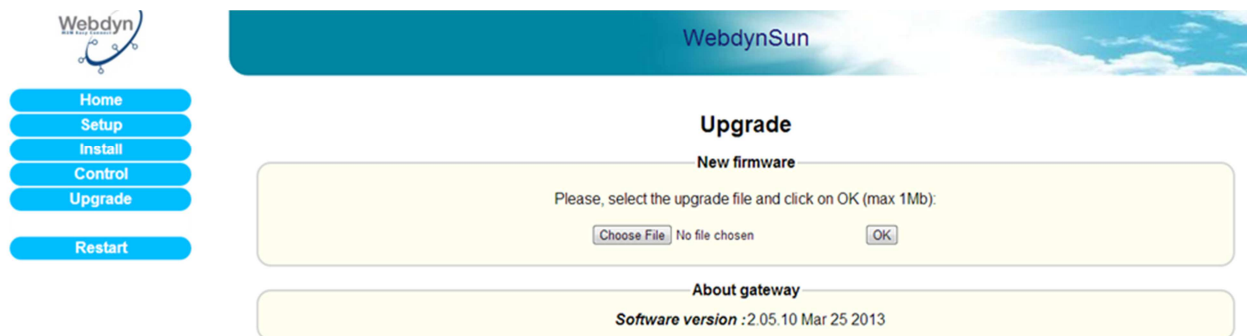 Webdyn
M2M Easy Connect
WebdynSun
Home
Setup
Install
Control
Upgrade
Restart
Upgrade
New firmware
Please, select the upgrade file and click on OK (max 1Mb):
Choose File No file chosen OK
About gateway
Software version :2.05.10 Mar 25 2013